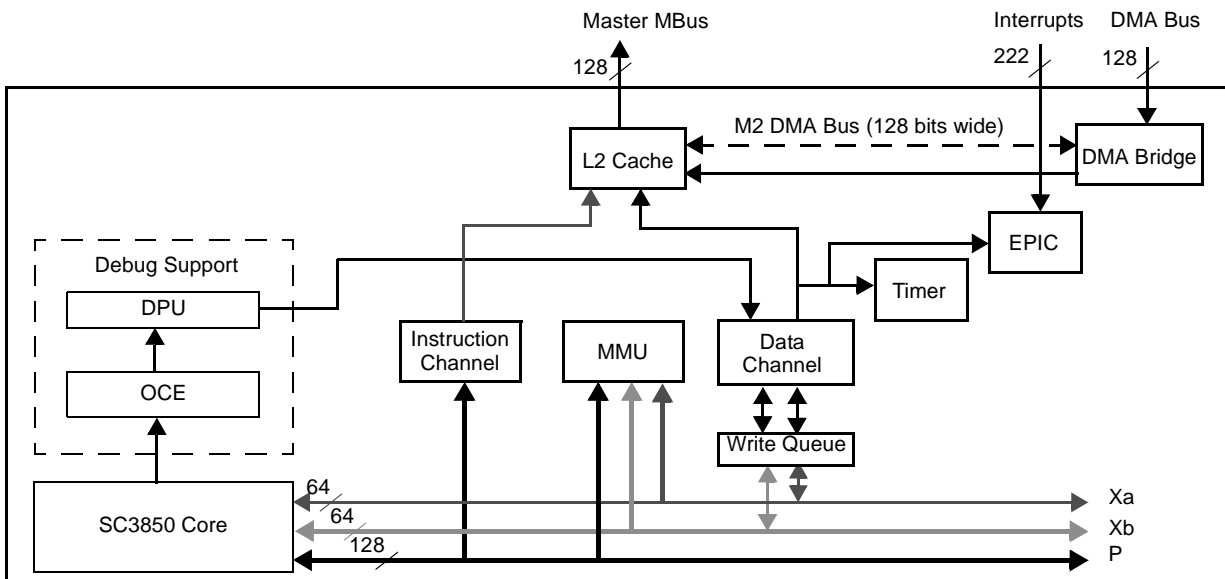 Master MBus
Interrupts
DMA Bus
128
222
128
M2 DMA Bus (128 bits wide)
L2 Cache
DMA Bridge
EPIC
Debug Support
DPU
Timer
Instruction
Channel
MMU
Data
Channel
OCE
Write Queue
64
Xa
SC3850 Core
64
Xb
128
P